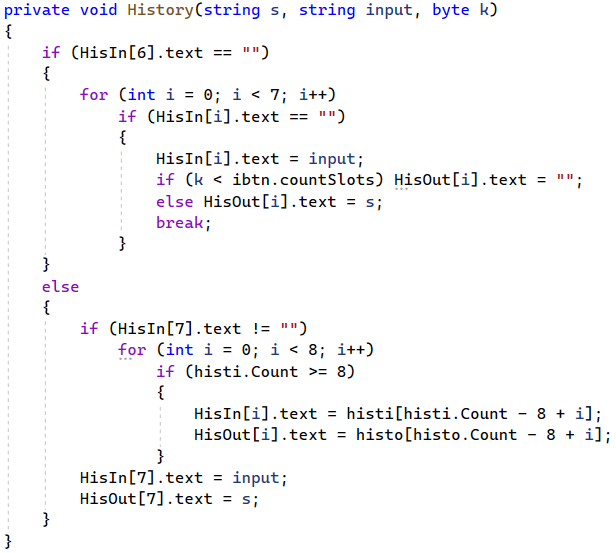 private void History(string s, string input, byte k)
{
    if (HisIn[6].text == "")
    {
        for (int i = 0; i < 7; i++)
            if (HisIn[i].text == "")
            {
                HisIn[i].text = input;
                if (k < ibtn.countSlots) HisOut[i].text = "";
                else HisOut[i].text = s;
                break;
            }
    }
    else
    {
        if (HisIn[7].text != "")
            for (int i = 0; i < 8; i++)
                if (histi.Count >= 8)
                {
                    HisIn[i].text = histi[histi.Count - 8 + i];
                    HisOut[i].text = histo[histo.Count - 8 + i];
                }
        HisIn[7].text = input;
        HisOut[7].text = s;
    }
}